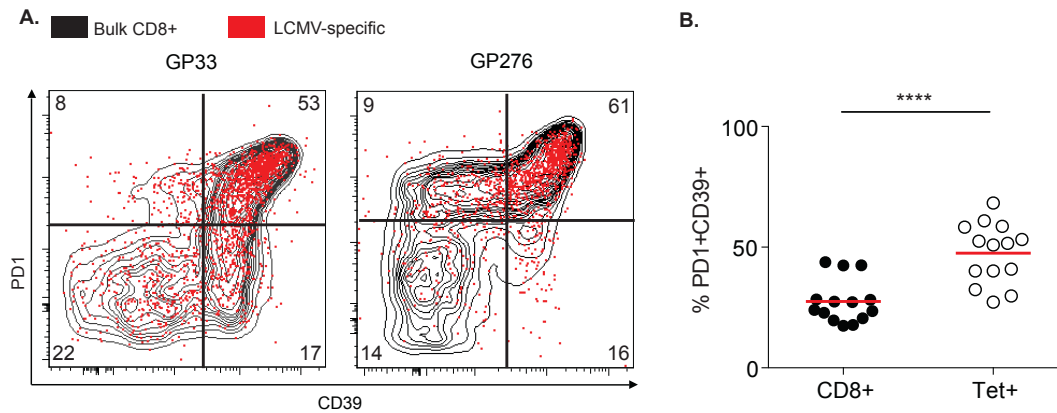 A.
Bulk CD8+
LCMV-specific
GP33
GP276
8
53
22
17
9
61
14
16
PD1
CD39
B.
****
100
50
0
% PD1+CD39+
CD8+
Tet+